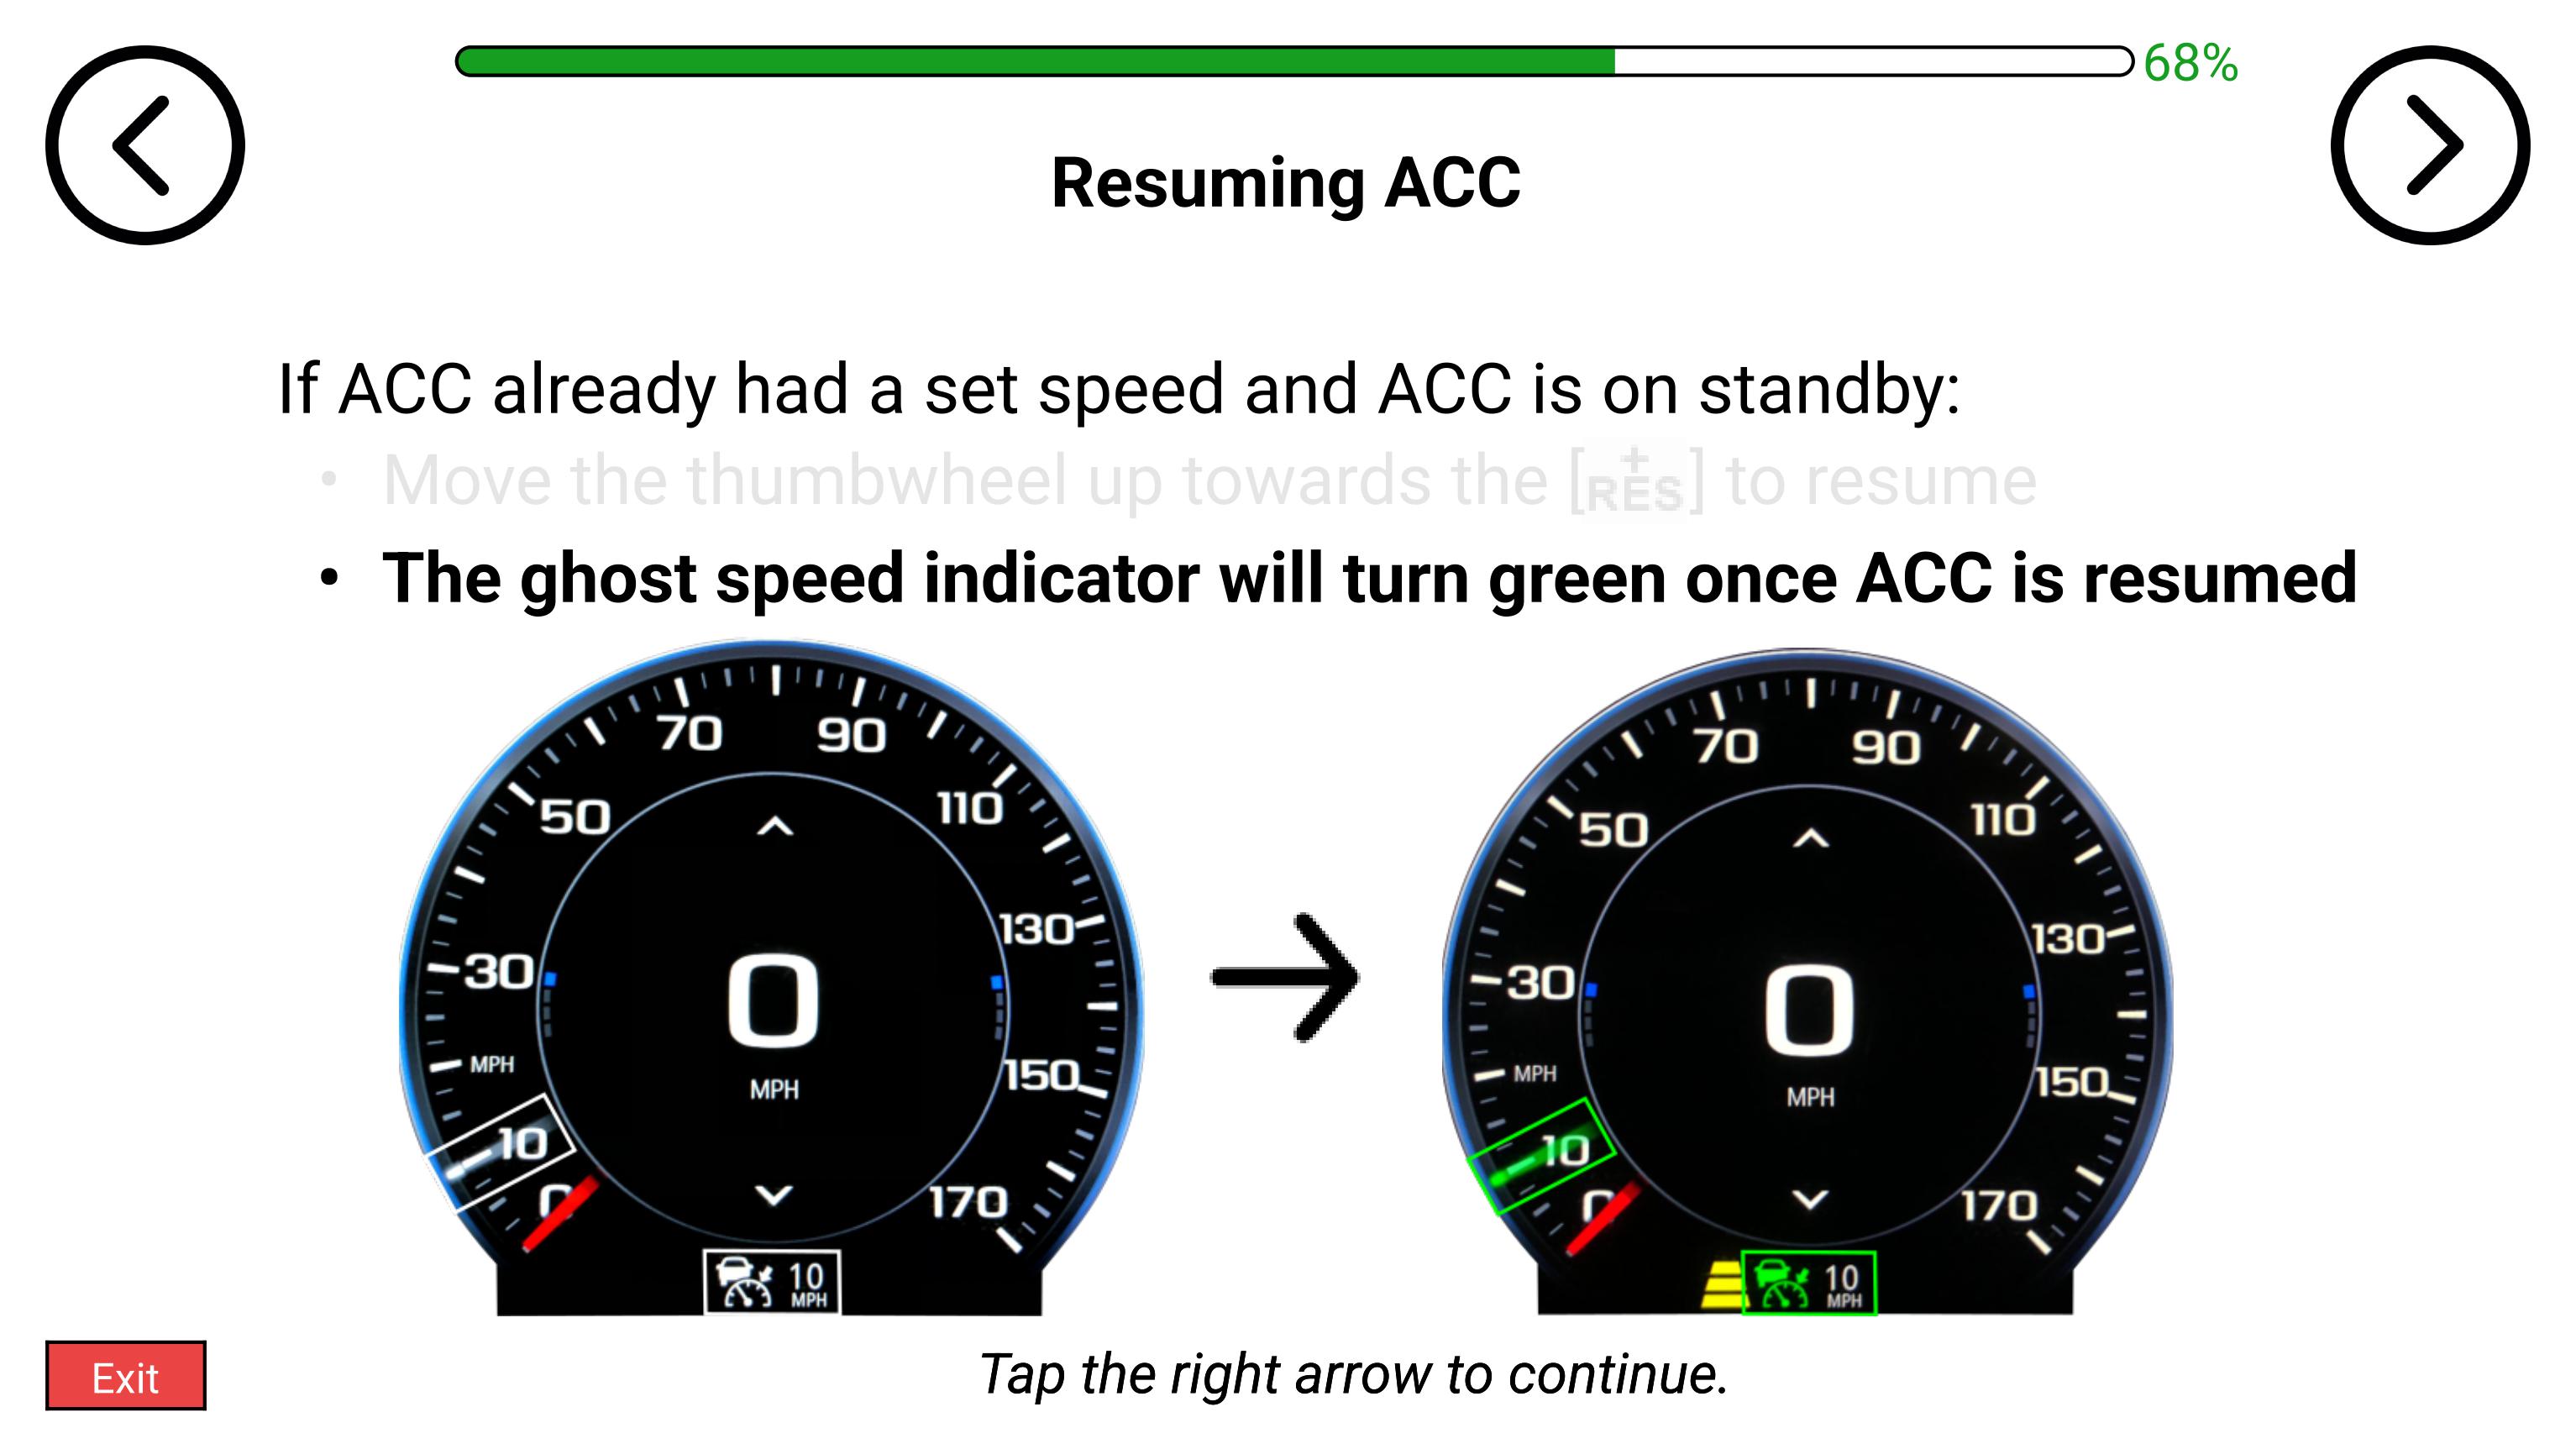 68%
Resuming ACC
If ACC already had a set speed and ACC is on standby:
• Move the thumbwheel up towards the [+ RES] to resume
• The ghost speed indicator will turn green once ACC is resumed
70 90
50 110
130
30
0
MPH
MPH
150
10
0
170
10
MPH
70 90
50 110
130
30
0
MPH
MPH
150
10
0
170
10
MPH
Exit
Tap the right arrow to continue.